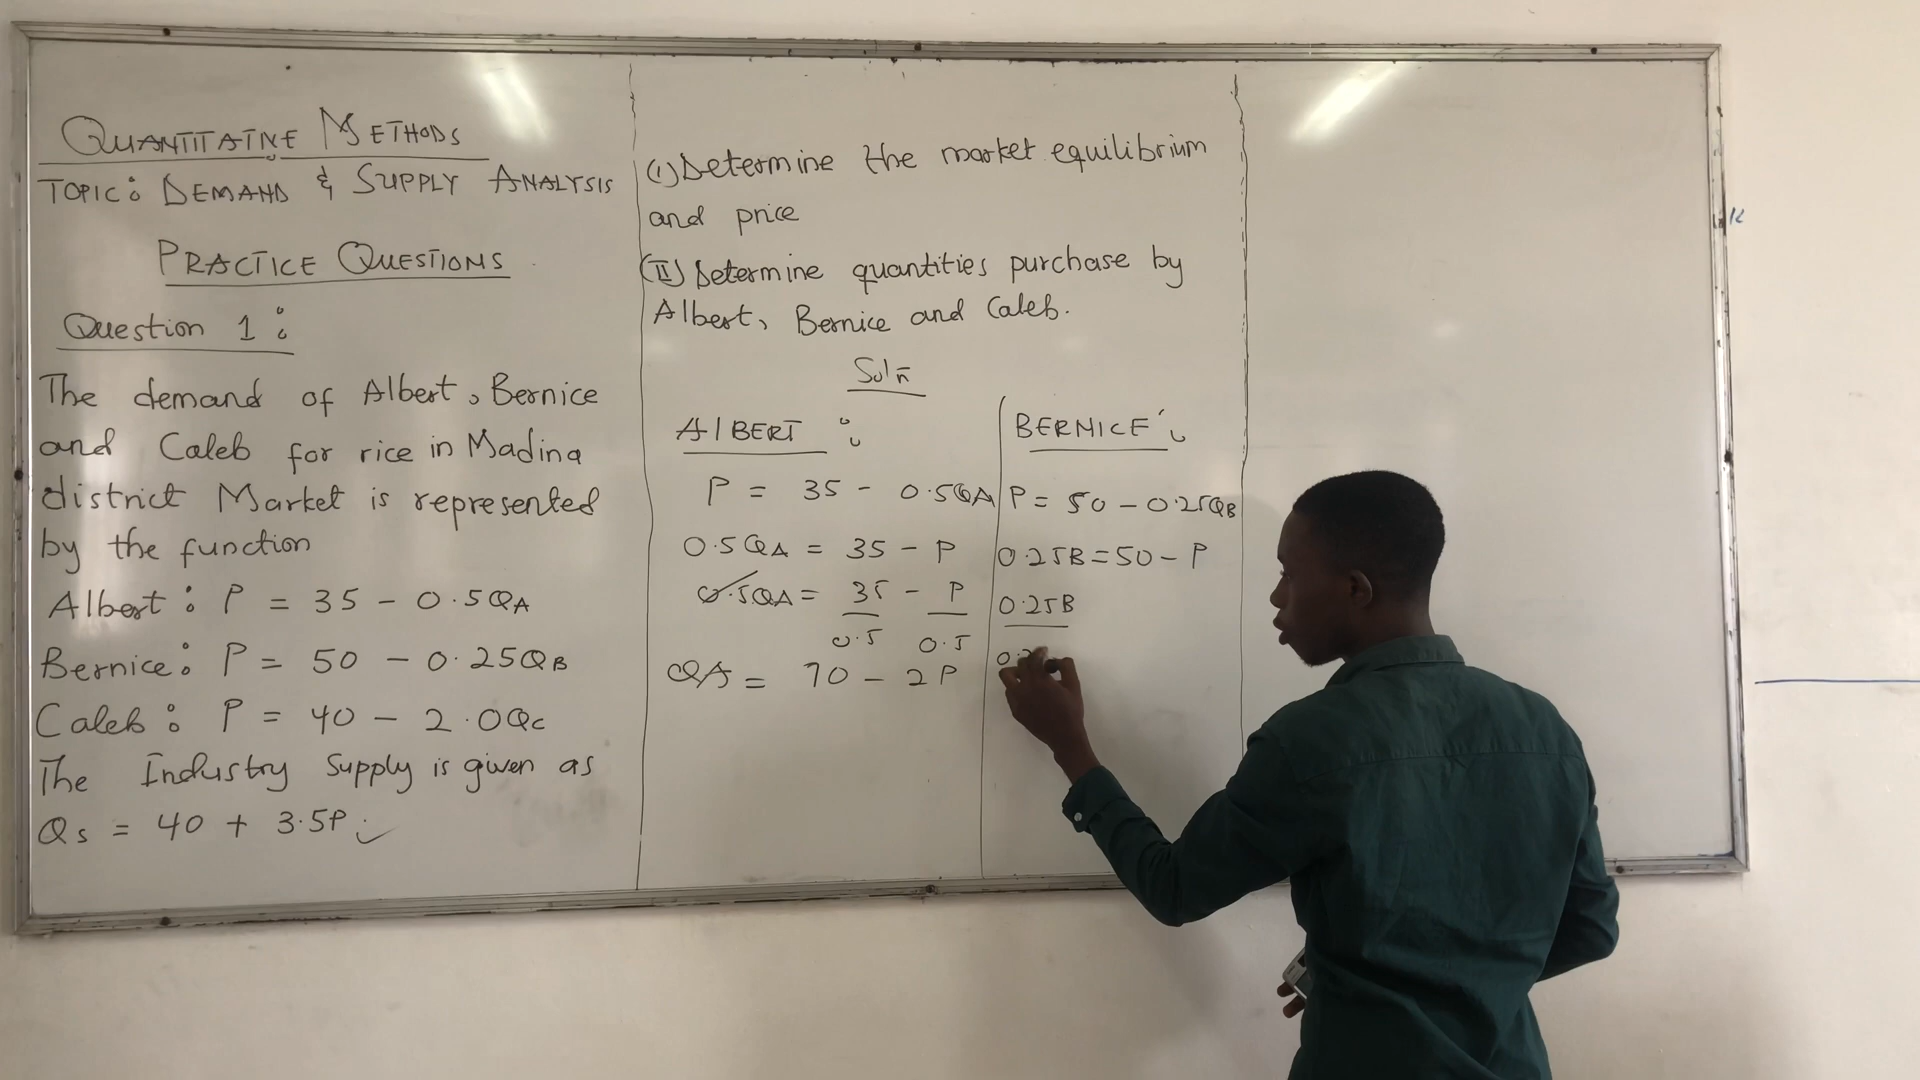 QUANTITATIVE METHODS
TOPIC: DEMAND & SUPPLY ANALYSIS
PRACTICE QUESTIONS
Question 1:
The demand of Albert, Bernice
and Caleb for rice in Madina
district Market is represented
by the function
Albert: P = 35 - 0.5QA
Bernice: P = 50 - 0.25QB
Caleb: P = 40 - 2.0Qc
The Industry Supply is given as
Qs = 40 + 3.5P
(I) Determine the market equilibrium
and price
(II) Determine quantities purchase by
Albert, Bernice and Caleb.
Soln
ALBERT:
P = 35 - 0.5QA
0.5QA = 35 - P
0.5QA = 35 - P
0.5 0.5
QA = 70 - 2P
BERNICE:
P = 50 - 0.25QB
0.25B = 50 - P
0.25B